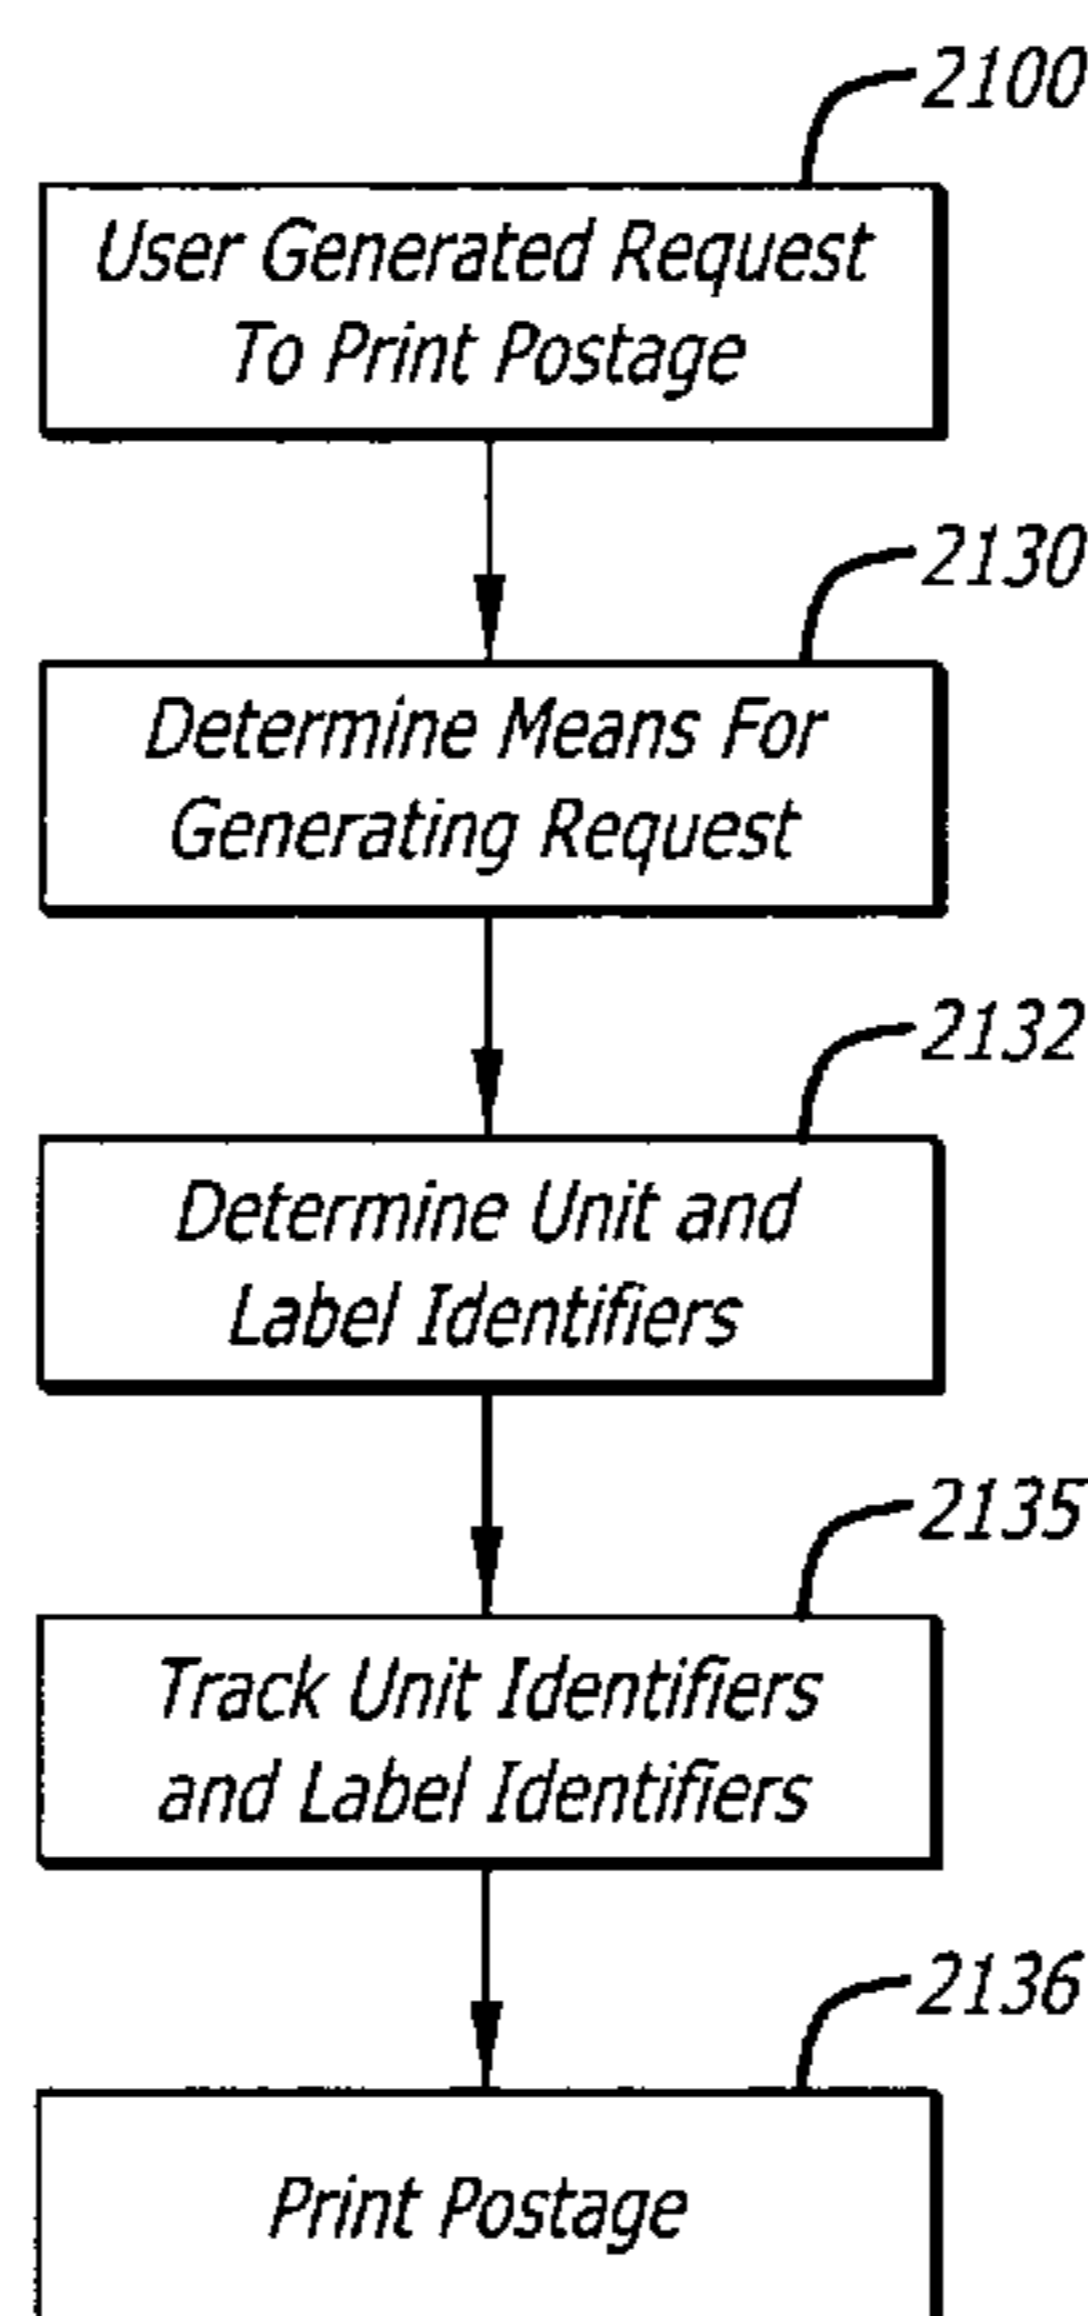 2100
User Generated Request
To Print Postage
2130
Determine Means For
Generating Request
2132
Determine Unit and
Label Identifiers
2135
Track Unit Identifiers
and Label Identifiers
2136
Print Postage